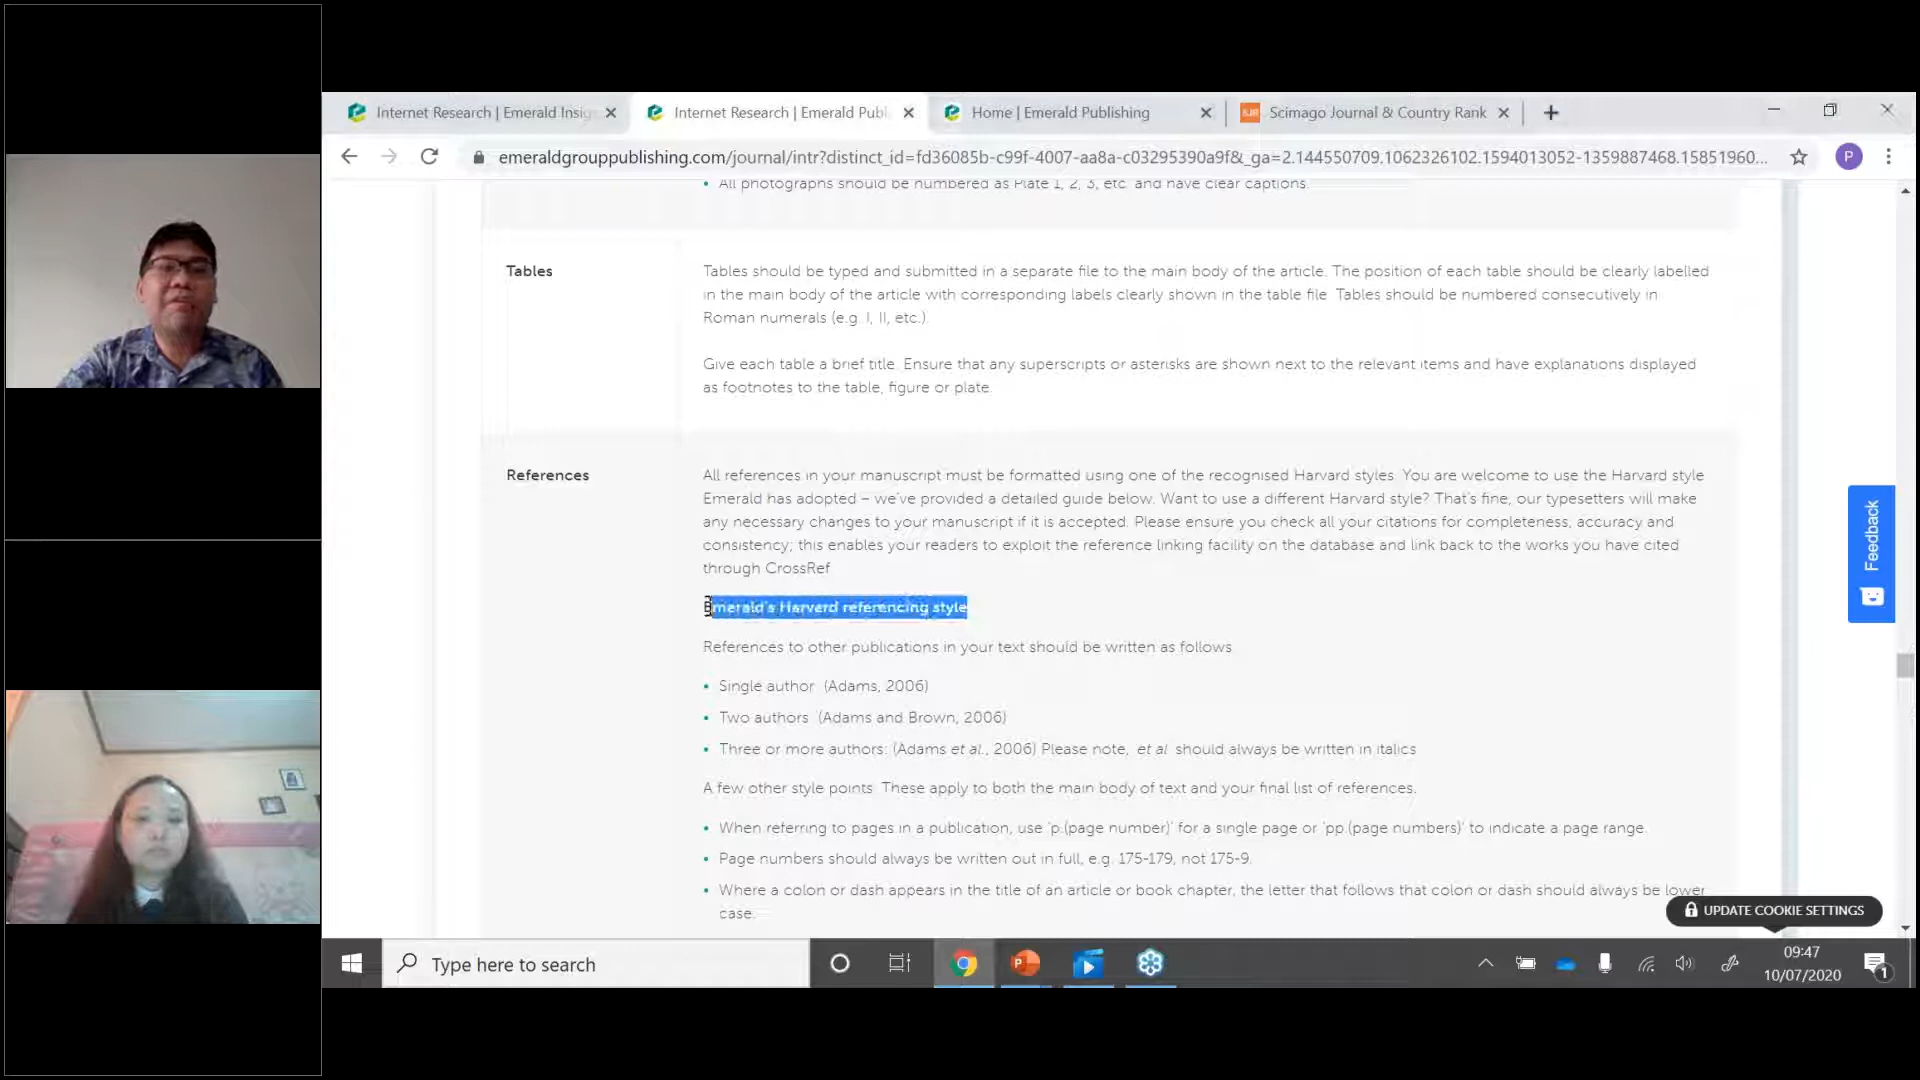 Internet Research | Emerald Insig
Internet Research | Emerald Publ
Home | Emerald Publishing
Scimago Journal & Country Rank
emeraldgrouppublishing.com/journal/intr?distinct_id=fd36085b-c99f-4007-aa8a-c03295390a9f&_ga=2.144550709.1062326102.1594013052-1359887468.15851960...
P
• All photographs should be numbered as Plate 1, 2, 3, etc. and have clear captions.
Tables
Tables should be typed and submitted in a separate file to the main body of the article. The position of each table should be clearly labelled
in the main body of the article with corresponding labels clearly shown in the table file. Tables should be numbered consecutively in
Roman numerals (e.g. I, II, etc.).
Give each table a brief title. Ensure that any superscripts or asterisks are shown next to the relevant items and have explanations displayed
as footnotes to the table, figure or plate.
References
All references in your manuscript must be formatted using one of the recognised Harvard styles. You are welcome to use the Harvard style
Emerald has adopted – we've provided a detailed guide below. Want to use a different Harvard style? That's fine, our typesetters will make
any necessary changes to your manuscript if it is accepted. Please ensure you check all your citations for completeness, accuracy and
consistency; this enables your readers to exploit the reference linking facility on the database and link back to the works you have cited
through CrossRef
Emerald's Harvard referencing style
References to other publications in your text should be written as follows
• Single author (Adams, 2006)
• Two authors (Adams and Brown, 2006)
• Three or more authors: (Adams et al., 2006) Please note, et al should always be written in italics
A few other style points. These apply to both the main body of text and your final list of references.
• When referring to pages in a publication, use 'p.(page number)' for a single page or 'pp.(page numbers)' to indicate a page range.
• Page numbers should always be written out in full, e.g. 175-179, not 175-9.
• Where a colon or dash appears in the title of an article or book chapter, the letter that follows that colon or dash should always be lower
case.
Feedback
UPDATE COOKIE SETTINGS
Type here to search
09:47
10/07/2020
1